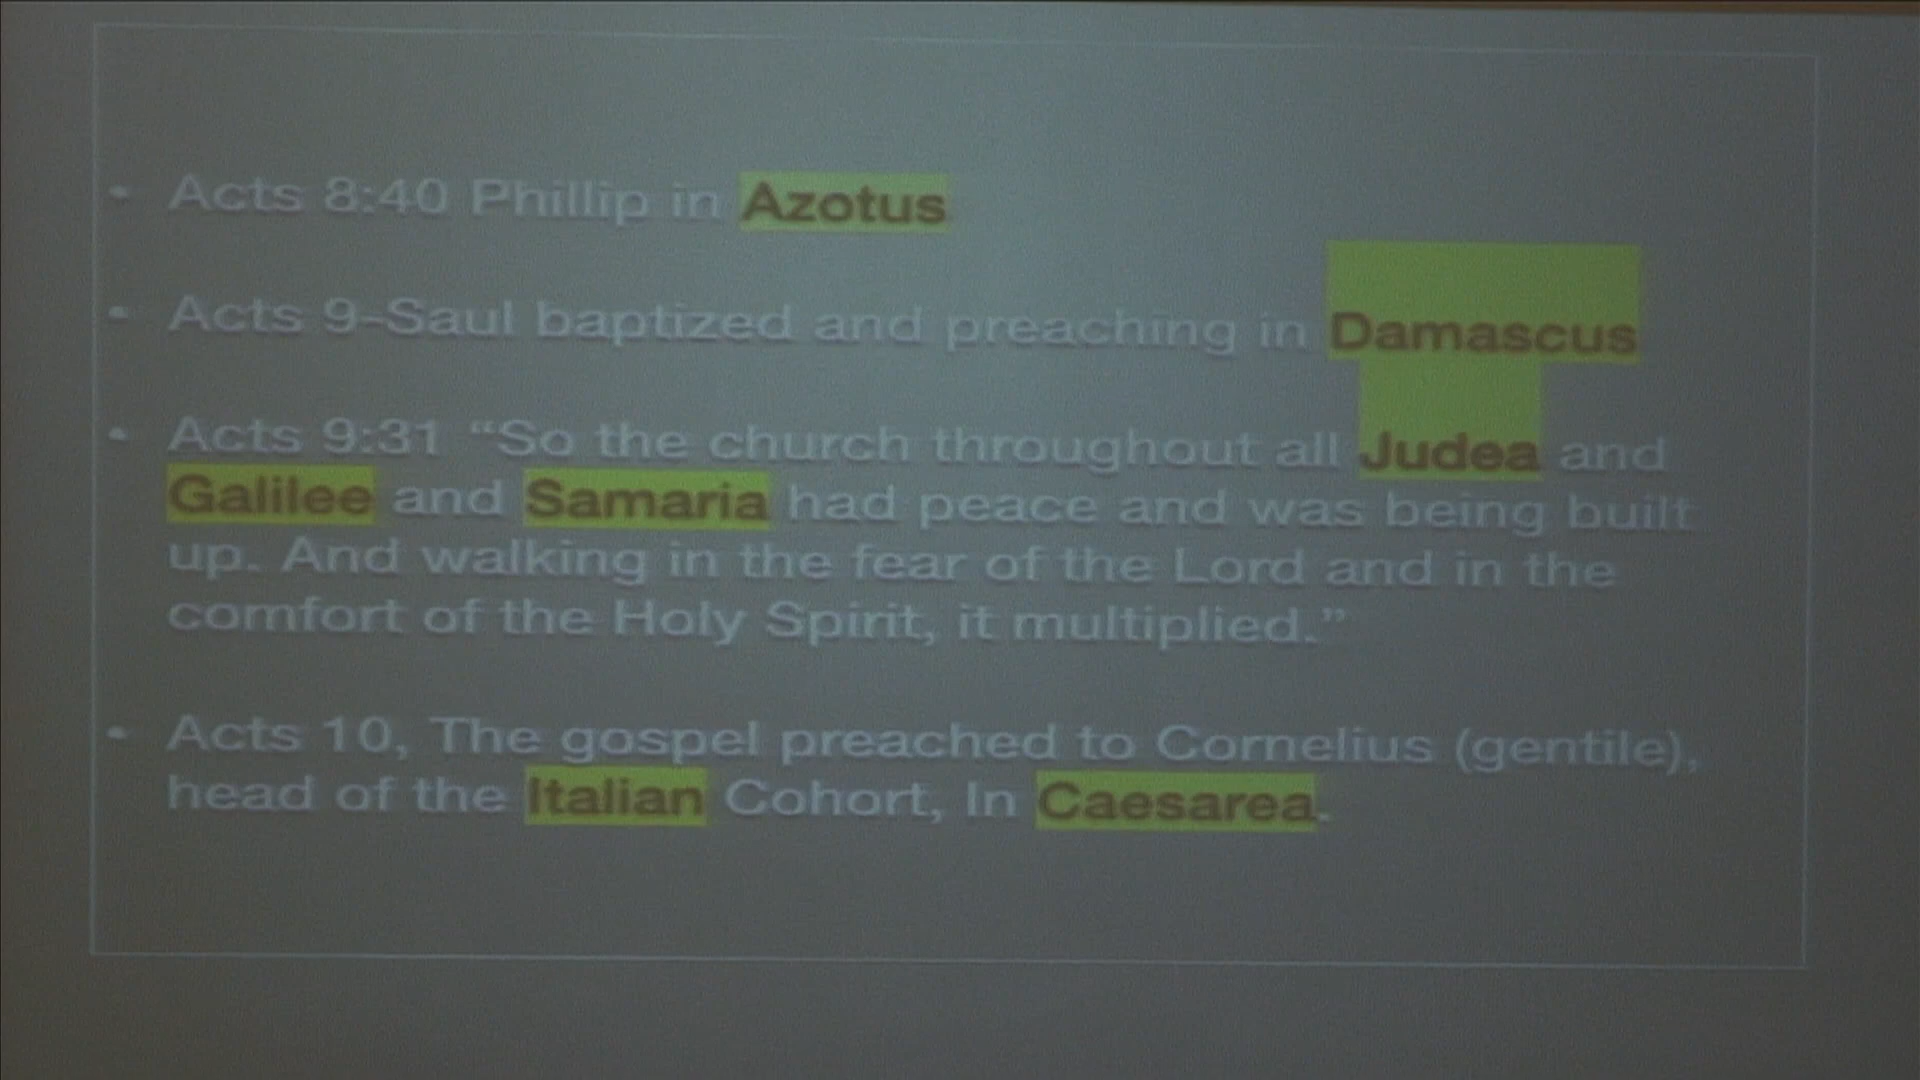 • Acts 8:40 Phillip in Azotus
• Acts 9-Saul baptized and preaching in Damascus
• Acts 9:31 “So the church throughout all Judea and
Galilee and Samaria had peace and was being built
up. And walking in the fear of the Lord and in the
comfort of the Holy Spirit, it multiplied.”
• Acts 10, The gospel preached to Cornelius (gentile),
head of the Italian Cohort, In Caesarea.